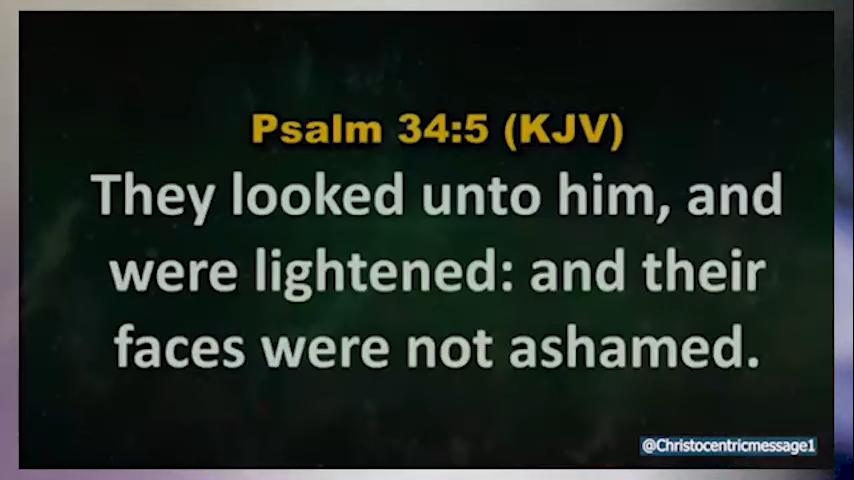 Psalm 34:5 (KJV)
They looked unto him, and
were lightened: and their
faces were not ashamed.
@Christocentricmessage1